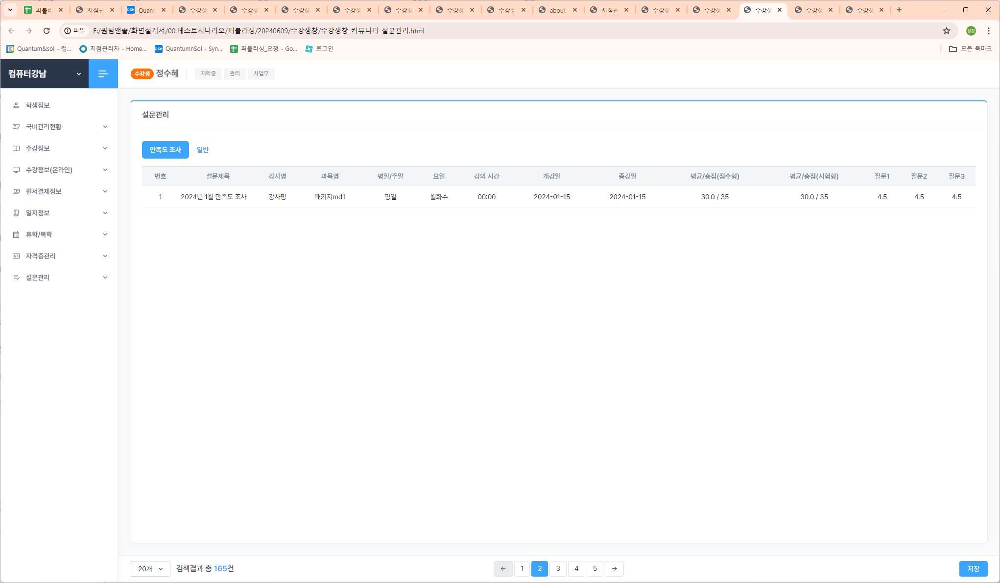 퍼블리
지점관
Quant
수강생
수강생
수강생
수강생
수강생
수강생
수강생
about
지점관
수강생
수강생
수강생
수강생
수강생
파일 F:/퀀텀앤솔/화면설계서/00.테스트시나리오/퍼블리싱/20240609/수강생창/수강생창_커뮤니티_설문관리.html
정환
Quantum&sol - 캘...
지점관리자 - Home...
QuantumnSol - Syn...
퍼블리싱_요청 - Go...
로그인
모든 북마크
컴퓨터강남
수강생 정수혜 재학중 관리 사업부
학생정보
국비관리현황
수강정보
수강정보(온라인)
원서결제정보
일지정보
휴학/복학
자격증관리
설문관리
설문관리
만족도 조사 일반
번호 설문제목 강사명 과목명 평일/주말 요일 강의 시간 개강일 종강일 평균/총점(점수형) 평균/총점(시험형) 질문1 질문2 질문3
1 2024년 1월 만족도 조사 강사명 패키지md1 평일 월화수 00:00 2024-01-15 2024-01-15 30.0 / 35 30.0 / 35 4.5 4.5 4.5
20개 검색결과 총 165건
← 1 2 3 4 5 →
저장